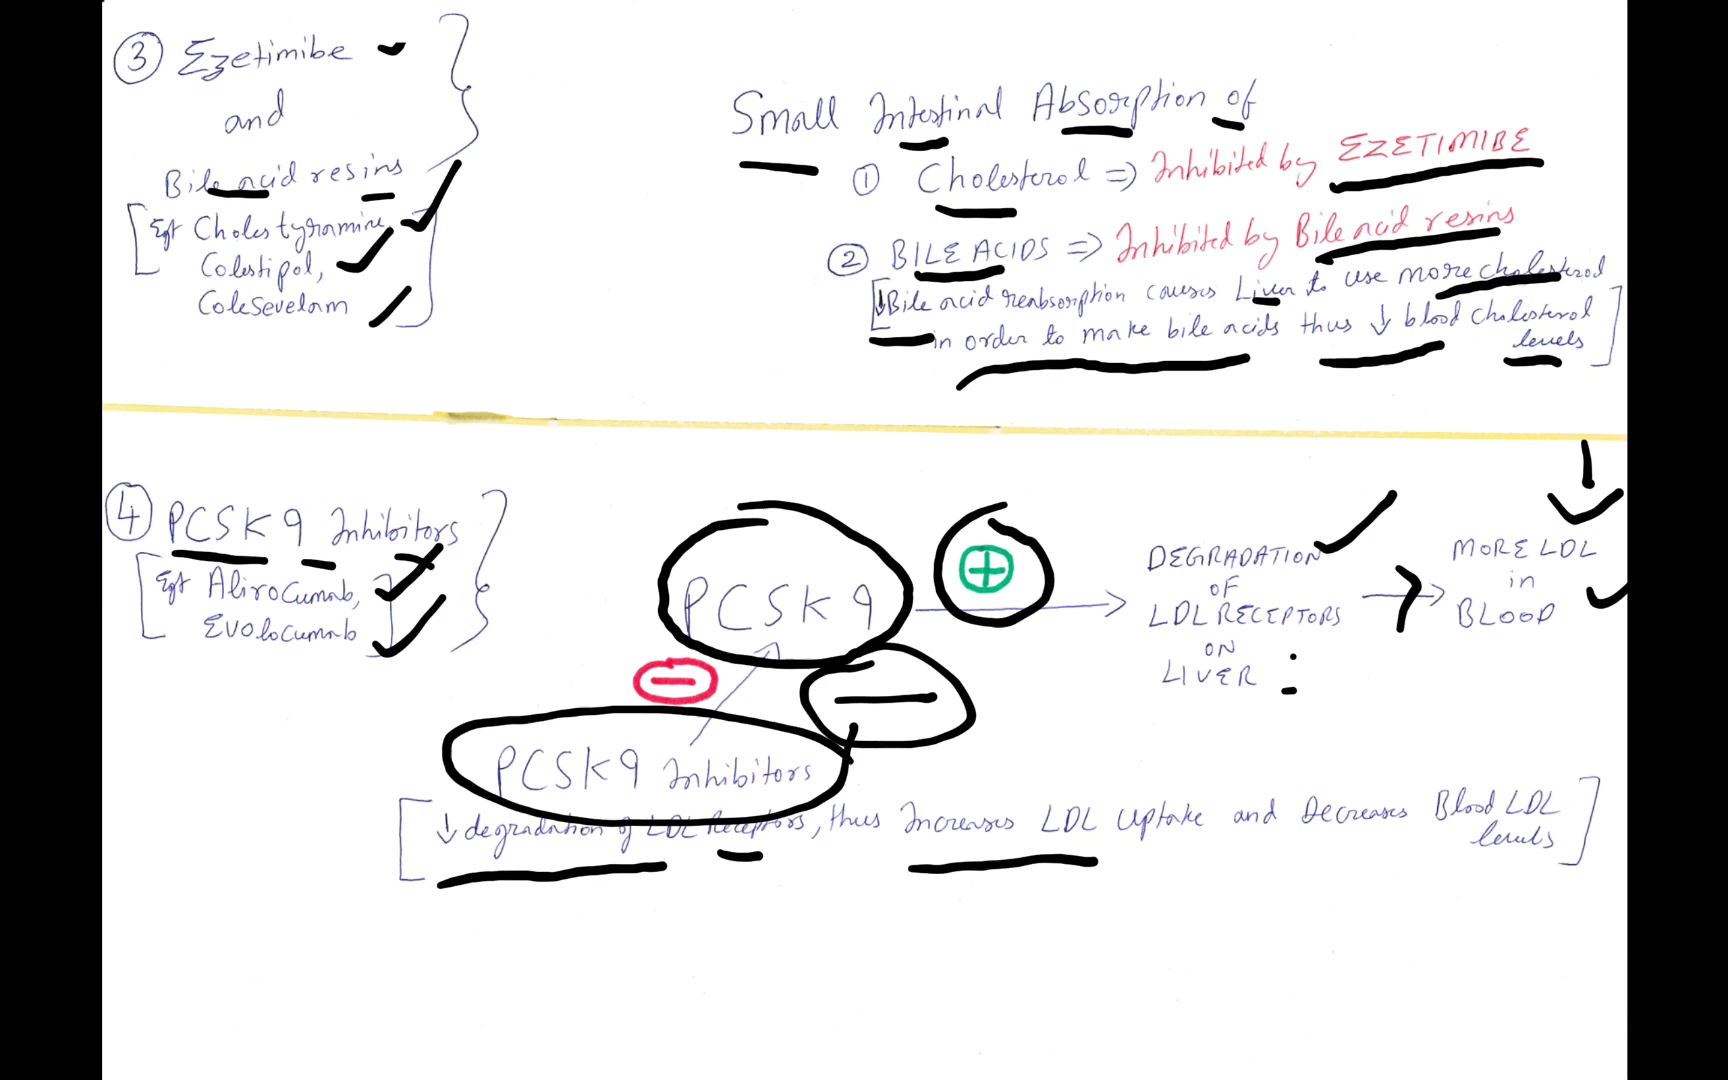 ③ Ezetimibe
and
Bile acid resins
[Eg:- Cholestyramine,
Colestipol,
Colesevelam]
Small Intestinal Absorption of
① Cholesterol ⇒ Inhibited by EZETIMIBE
② BILE ACIDS ⇒ Inhibited by Bile acid resins
[↓Bile acid reabsorption causes Liver to use more cholesterol
in order to make bile acids thus ↓ blood cholesterol
levels]
④ PCSK9 Inhibitors
[Eg:- Alirocumab,
Evolocumab]
PCSK9
+
DEGRADATION
OF
LDL RECEPTORS
ON
LIVER
→ MORE LDL
in
BLOOD
−
−
PCSK9 Inhibitors
[↓ degradation of LDL Receptors, thus Increases LDL Uptake and Decreases Blood LDL
levels]